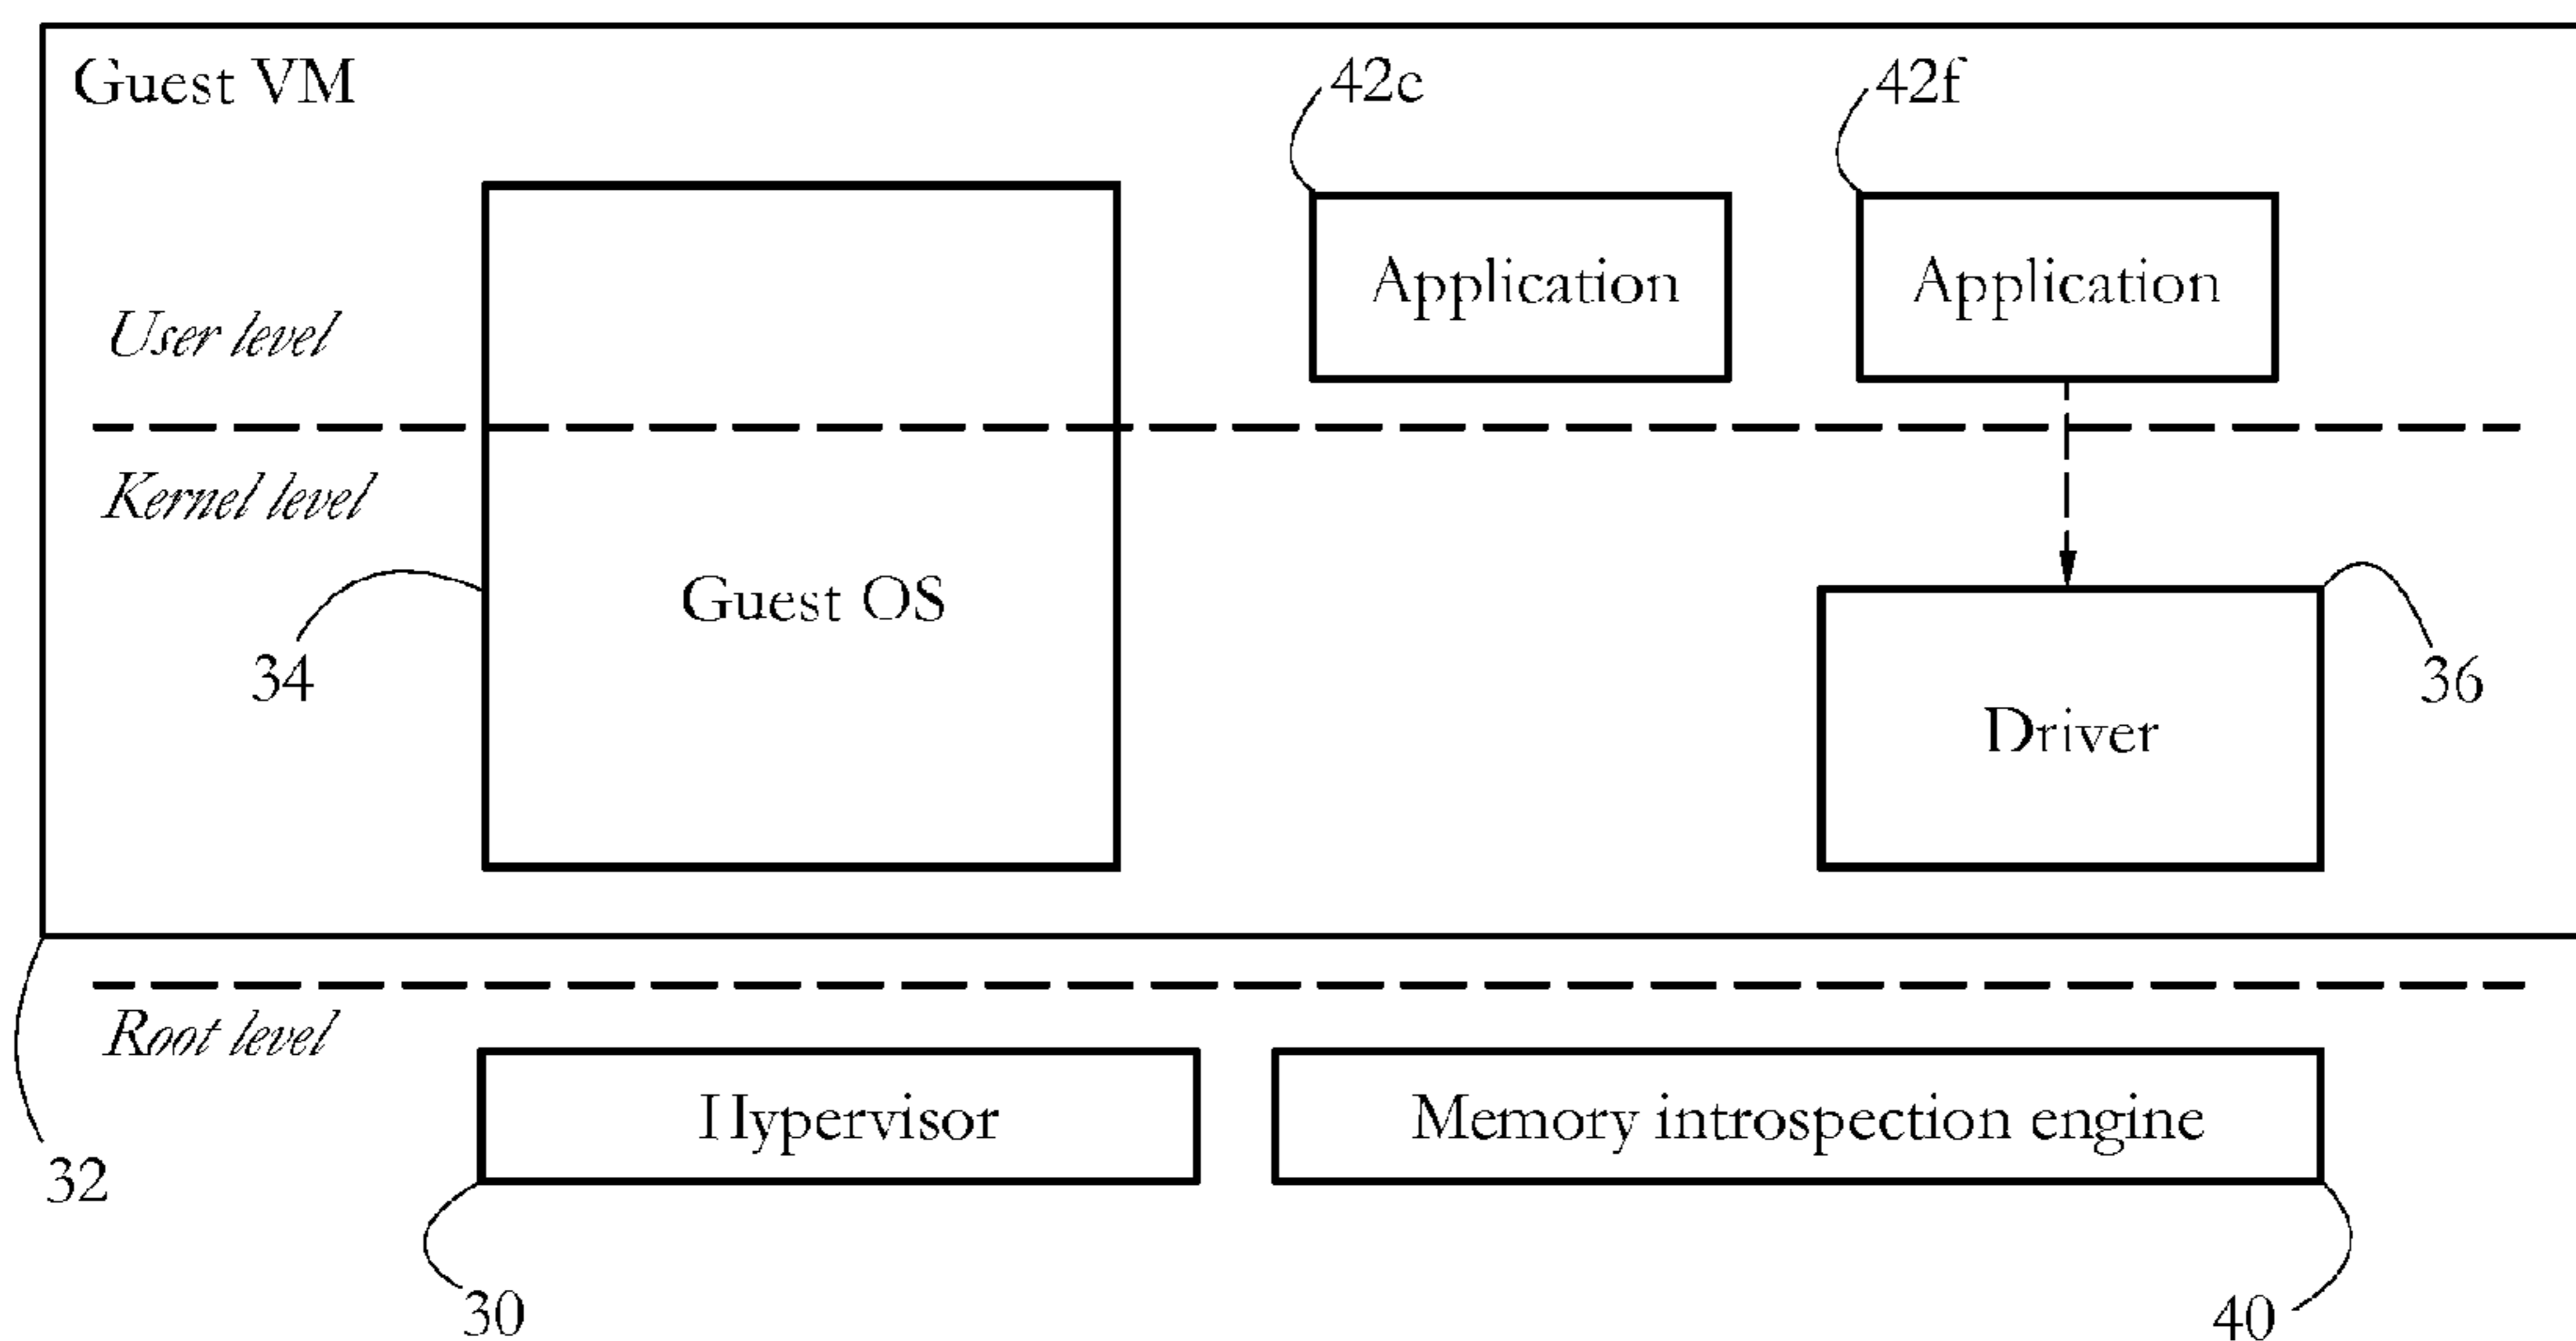 Guest VM
42e
42f
Application
Application
User level
Kernel level
Guest OS
34
36
Driver
Root level
Hypervisor
Memory introspection engine
32
30
40